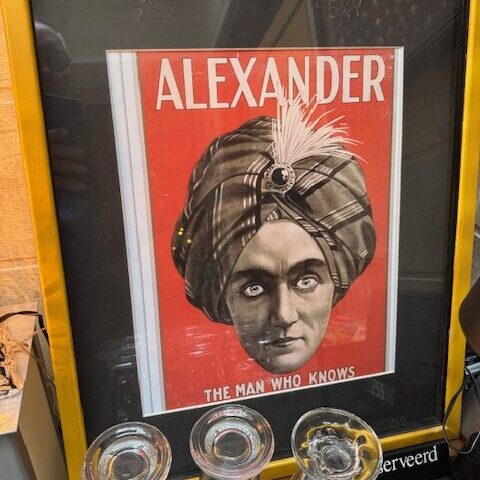 ALEXANDER
THE MAN WHO KNOWS
erveerd